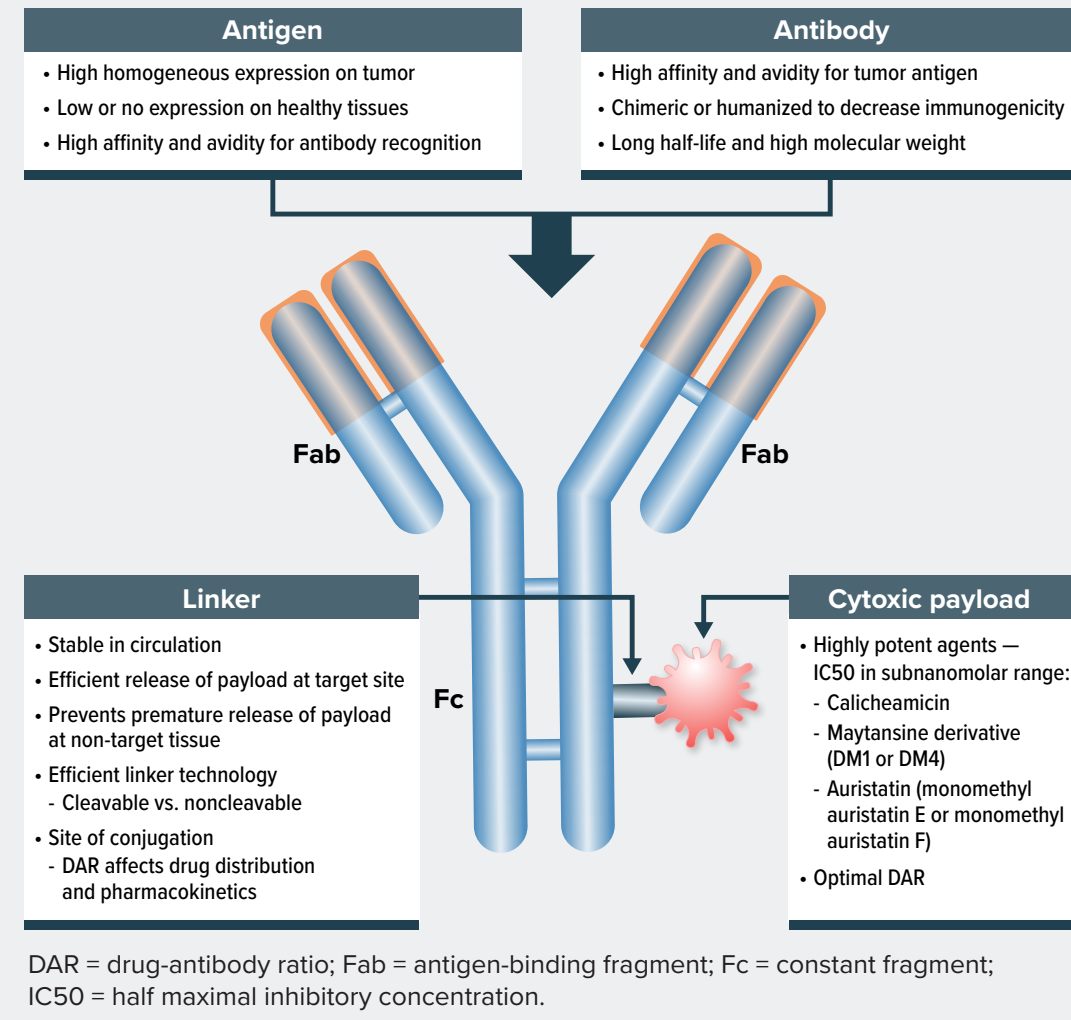 Antigen
• High homogeneous expression on tumor
• Low or no expression on healthy tissues
• High affinity and avidity for antibody recognition
Antibody
• High affinity and avidity for tumor antigen
• Chimeric or humanized to decrease immunogenicity
• Long half-life and high molecular weight
Fab
Fab
Linker
• Stable in circulation
• Efficient release of payload at target site
• Prevents premature release of payload
at non-target tissue
• Efficient linker technology
- Cleavable vs. noncleavable
• Site of conjugation
- DAR affects drug distribution
and pharmacokinetics
Fc
Cytoxic payload
• Highly potent agents —
IC50 in subnanomolar range:
- Calicheamicin
- Maytansine derivative
(DM1 or DM4)
- Auristatin (monomethyl
auristatin E or monomethyl
auristatin F)
• Optimal DAR
DAR = drug-antibody ratio; Fab = antigen-binding fragment; Fc = constant fragment;
IC50 = half maximal inhibitory concentration.